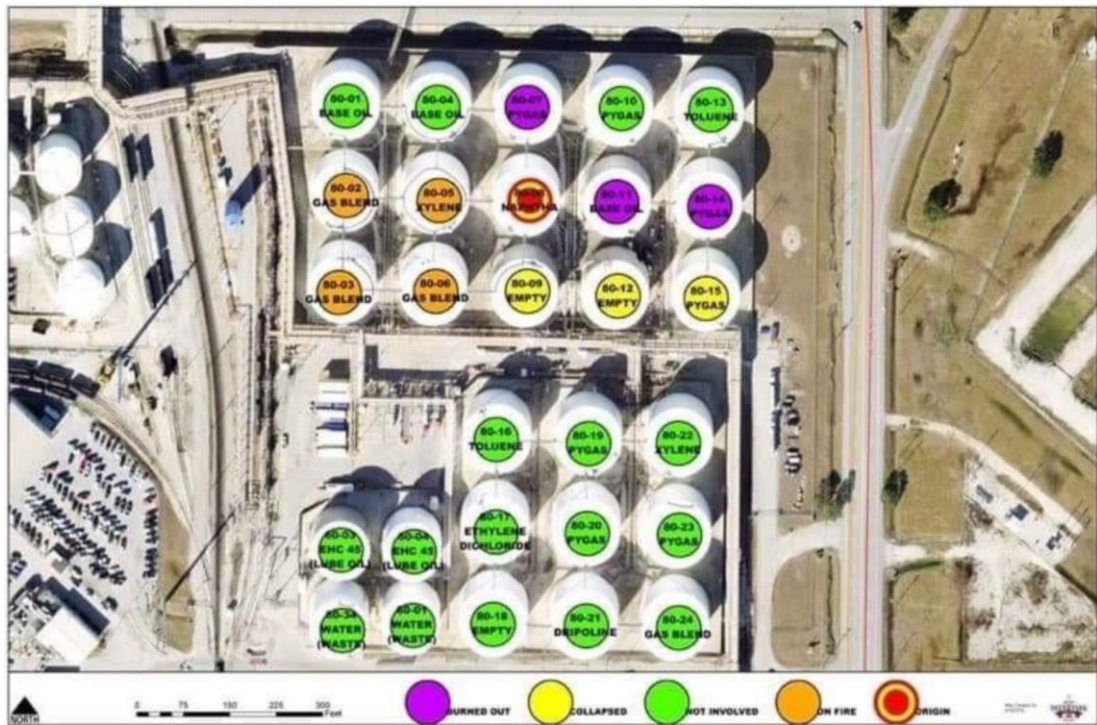 80-01
BASE OIL
80-04
BASE OIL
80-07
PYGAS
80-10
PYGAS
80-13
TOLUENE
80-02
GAS BLEND
80-05
XYLENE
80-08
NAPHTHA
80-11
BASE OIL
80-14
PYGAS
80-03
GAS BLEND
80-06
GAS BLEND
80-09
EMPTY
80-12
EMPTY
80-15
PYGAS
80-16
TOLUENE
80-19
PYGAS
80-22
XYLENE
80-17
ETHYLENE
DICHLORIDE
80-20
PYGAS
80-23
PYGAS
EHC 45
(LUBE OIL)
EHC 45
(LUBE OIL)
WATER
(WASTE)
WATER
(WASTE)
80-18
EMPTY
80-21
DRIPOLINE
80-24
GAS BLEND
NORTH
0 75 150 225 300
Feet
BURNED OUT
COLLAPSED
NOT INVOLVED
ON FIRE
ORIGIN